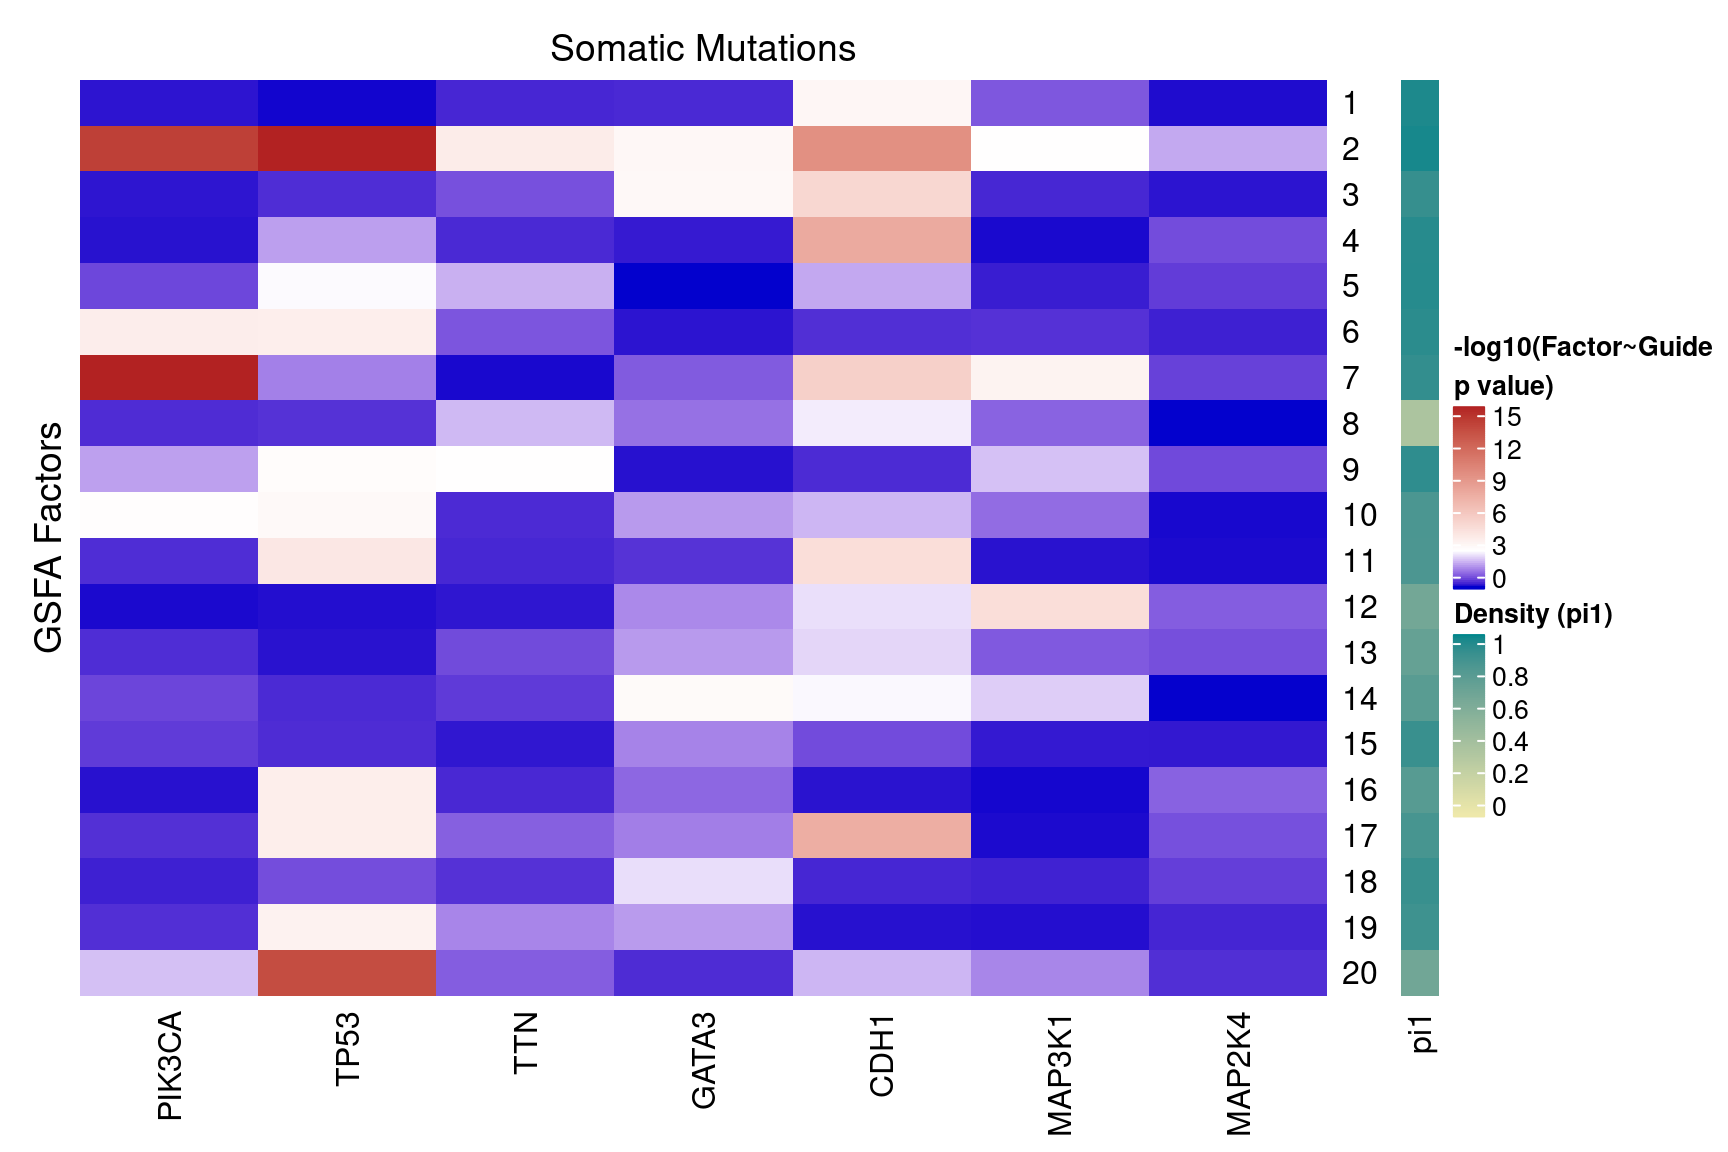 Somatic Mutations
GSFA Factors
1
2
3
4
5
6
7
8
9
10
11
12
13
14
15
16
17
18
19
20
PIK3CA
TP53
TTN
GATA3
CDH1
MAP3K1
MAP2K4
pi1
-log10(Factor~Guide
p value)
15
12
9
6
3
0
Density (pi1)
1
0.8
0.6
0.4
0.2
0